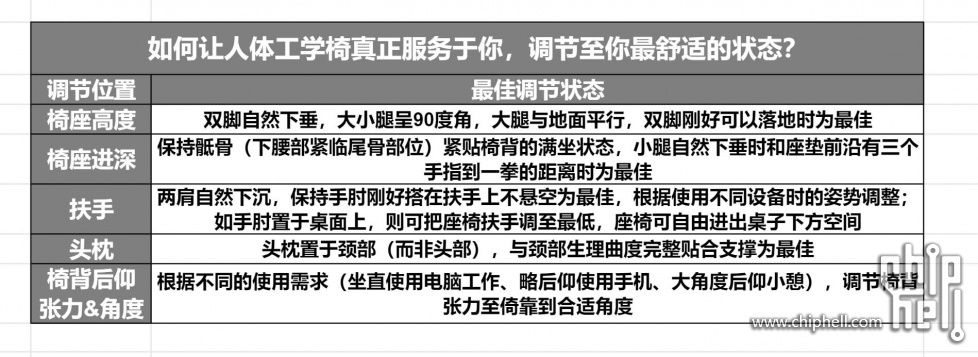 如何让人体工学椅真正服务于你，调节至你最舒适的状态？
调节位置
最佳调节状态
椅座高度
双脚自然下垂，大小腿呈90度角，大腿与地面平行，双脚刚好可以落地时为最佳
椅座进深
保持骶骨（下腰部紧临尾骨部位）紧贴椅背的满坐状态，小腿自然下垂时和座垫前沿有三个
手指到一拳的距离时为最佳
扶手
两肩自然下沉，保持手肘刚好搭在扶手上不悬空为最佳，根据使用不同设备时的姿势调整；
如手肘置于桌面上，则可把座椅扶手调至最低，座椅可自由进出桌子下方空间
头枕
头枕置于颈部（而非头部），与颈部生理曲度完整贴合支撑为最佳
椅背后仰
张力&角度
根据不同的使用需求（坐直使用电脑工作、略后仰使用手机、大角度后仰小憩），调节椅背
张力至倚靠到合适角度
chip
hell
www.chiphell.com